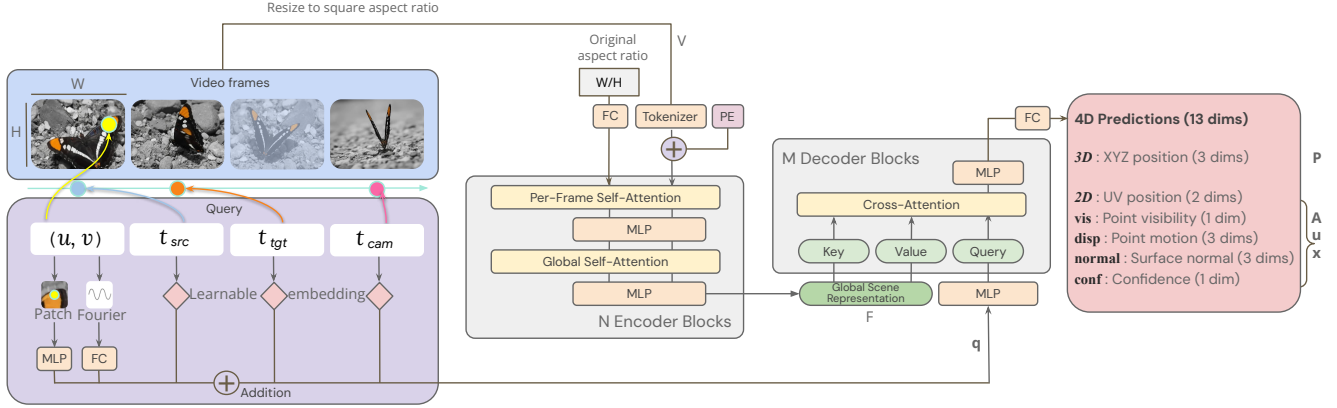 Resize to square aspect ratio
V
Original
aspect ratio
W/H
FC
Tokenizer
PE
W
Video frames
H
Query
(u, v)
t src
t tgt
t cam
Learnable
embedding
Patch
Fourier
MLP
FC
Addition
Per-Frame Self-Attention
MLP
Global Self-Attention
MLP
N Encoder Blocks
M Decoder Blocks
MLP
Cross-Attention
Key
Value
Query
Global Scene
Representation
F
MLP
q
FC
4D Predictions (13 dims)
3D : XYZ position (3 dims)
P
2D : UV position (2 dims)
vis : Point visibility (1 dim)
disp : Point motion (3 dims)
normal : Surface normal (3 dims)
conf : Confidence (1 dim)
A
u
x